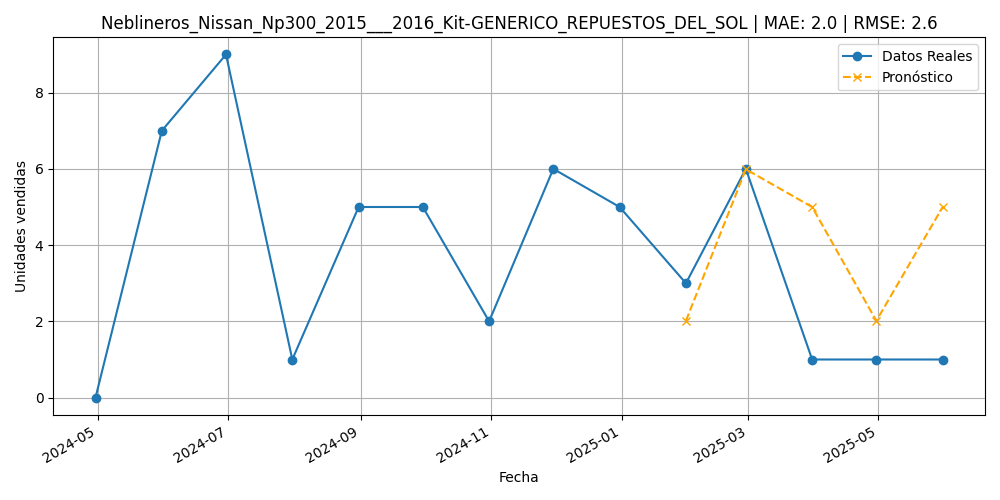 Neblineros_Nissan_Np300_2015___2016_Kit-GENERICO_REPUESTOS_DEL_SOL | MAE: 2.0 | RMSE: 2.6
Datos Reales
Pronóstico
Unidades vendidas
8
6
4
2
0
2024-05
2024-07
2024-09
2024-11
2025-01
2025-03
2025-05
Fecha